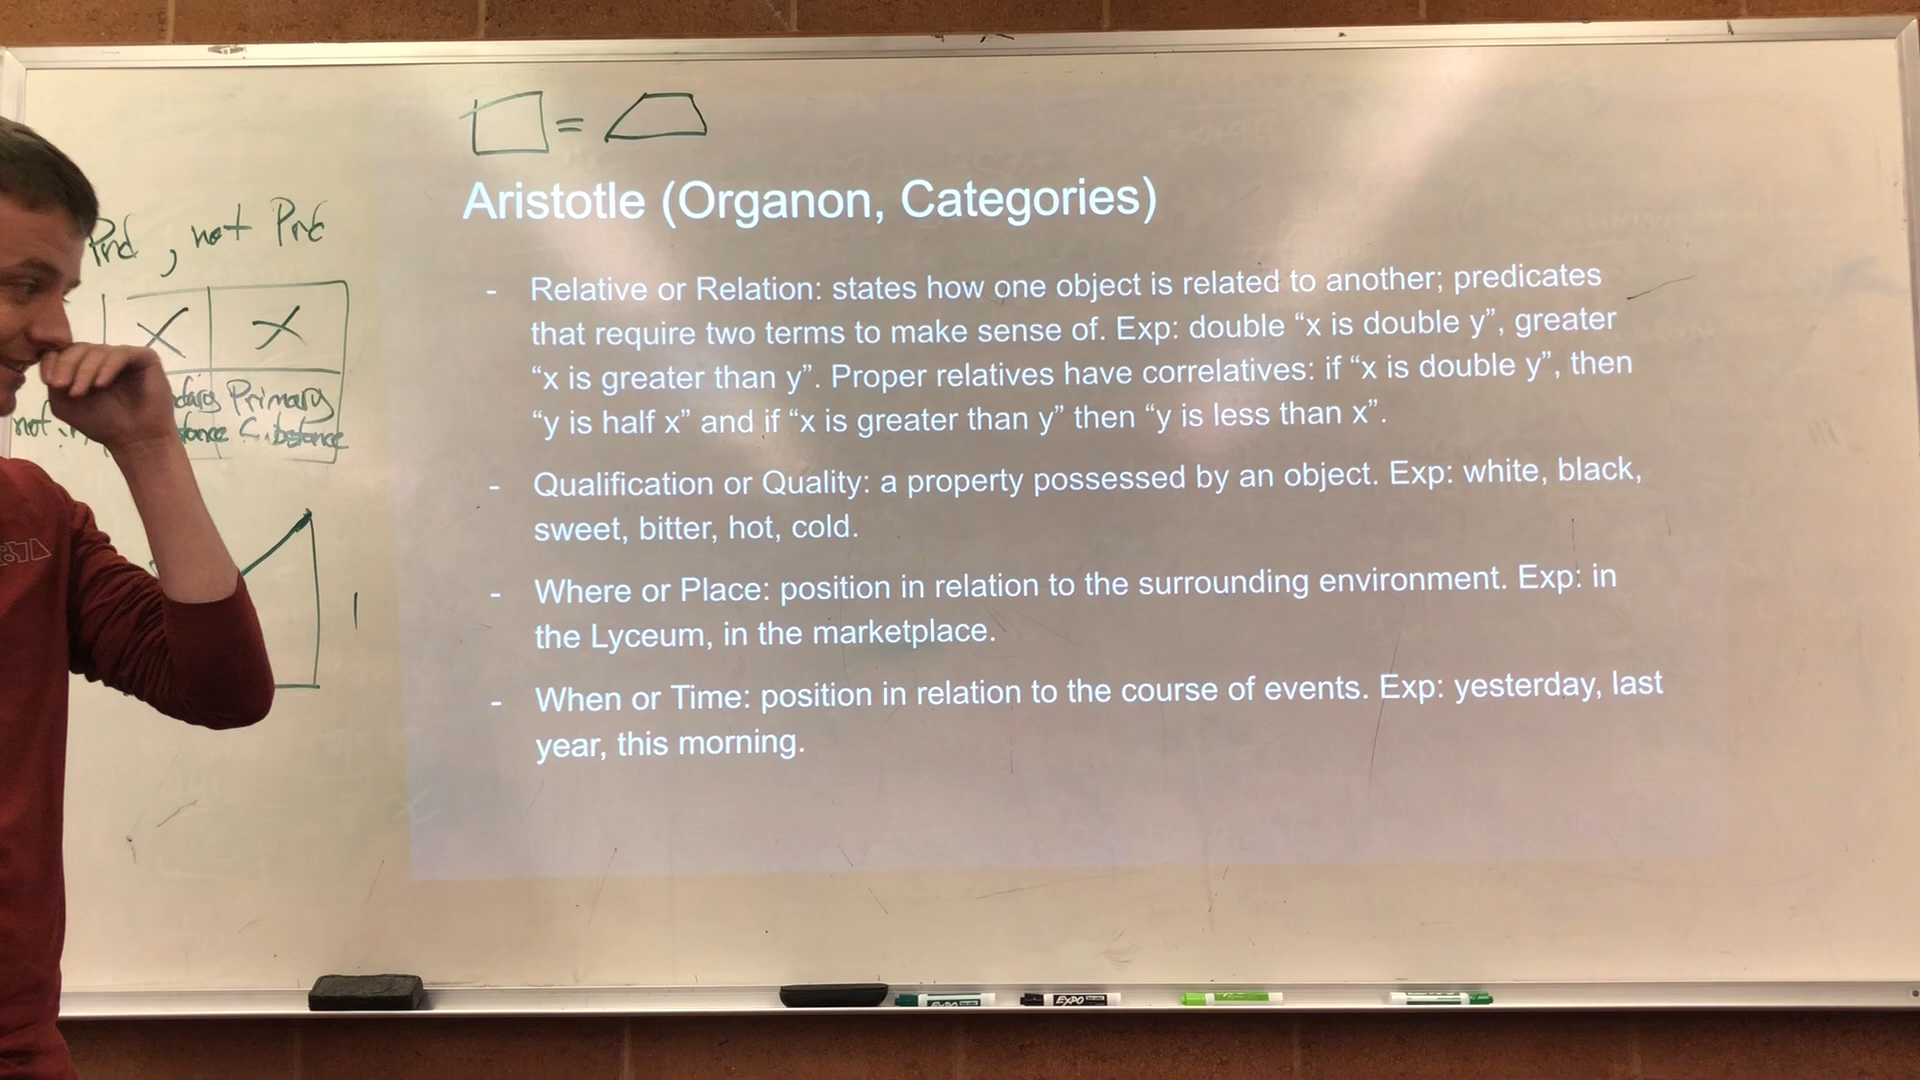 Aristotle (Organon, Categories)
- Relative or Relation: states how one object is related to another; predicates
that require two terms to make sense of. Exp: double “x is double y”, greater
“x is greater than y”. Proper relatives have correlatives: if “x is double y”, then
“y is half x” and if “x is greater than y” then “y is less than x”.
- Qualification or Quality: a property possessed by an object. Exp: white, black,
sweet, bitter, hot, cold.
- Where or Place: position in relation to the surrounding environment. Exp: in
the Lyceum, in the marketplace.
- When or Time: position in relation to the course of events. Exp: yesterday, last
year, this morning.
=
, not
X X
Primary
not
Substance
1
EXPO
EXPO